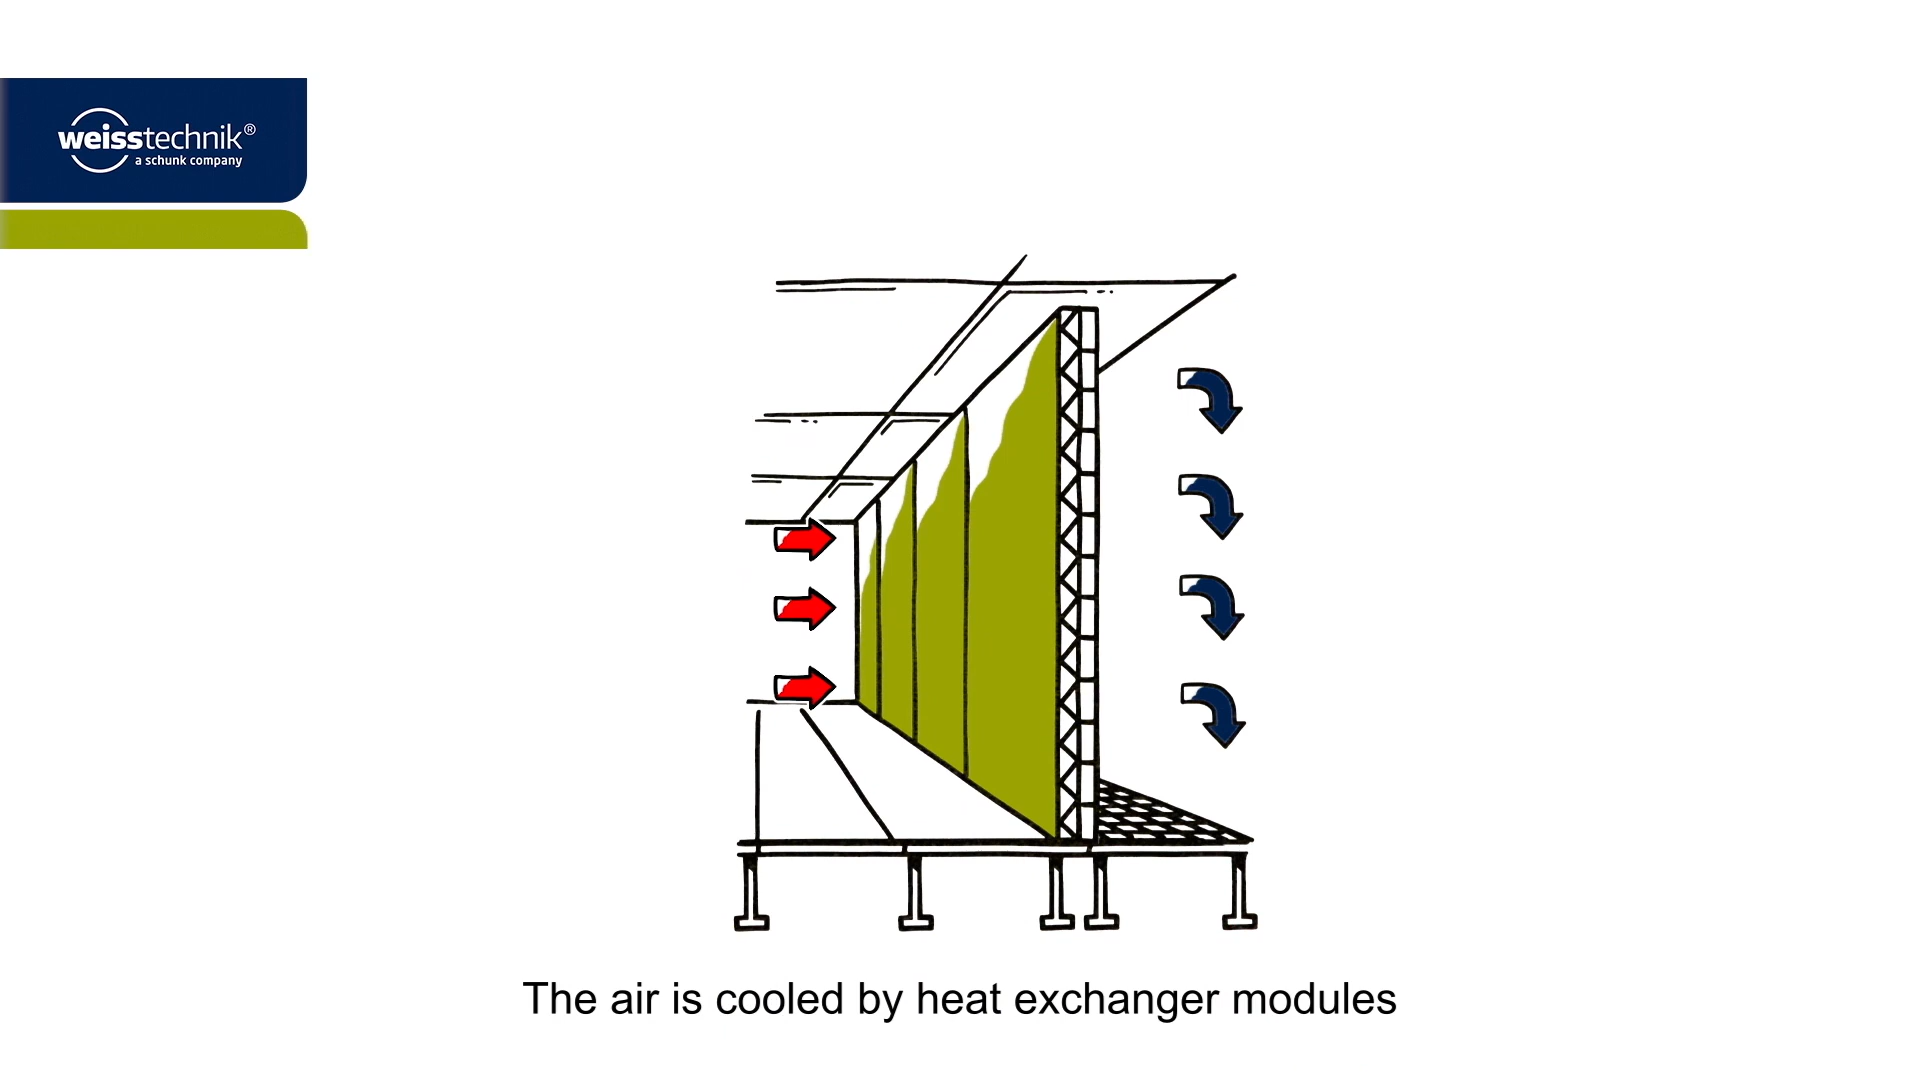 weisstechnik®
a schunk company
The air is cooled by heat exchanger modules